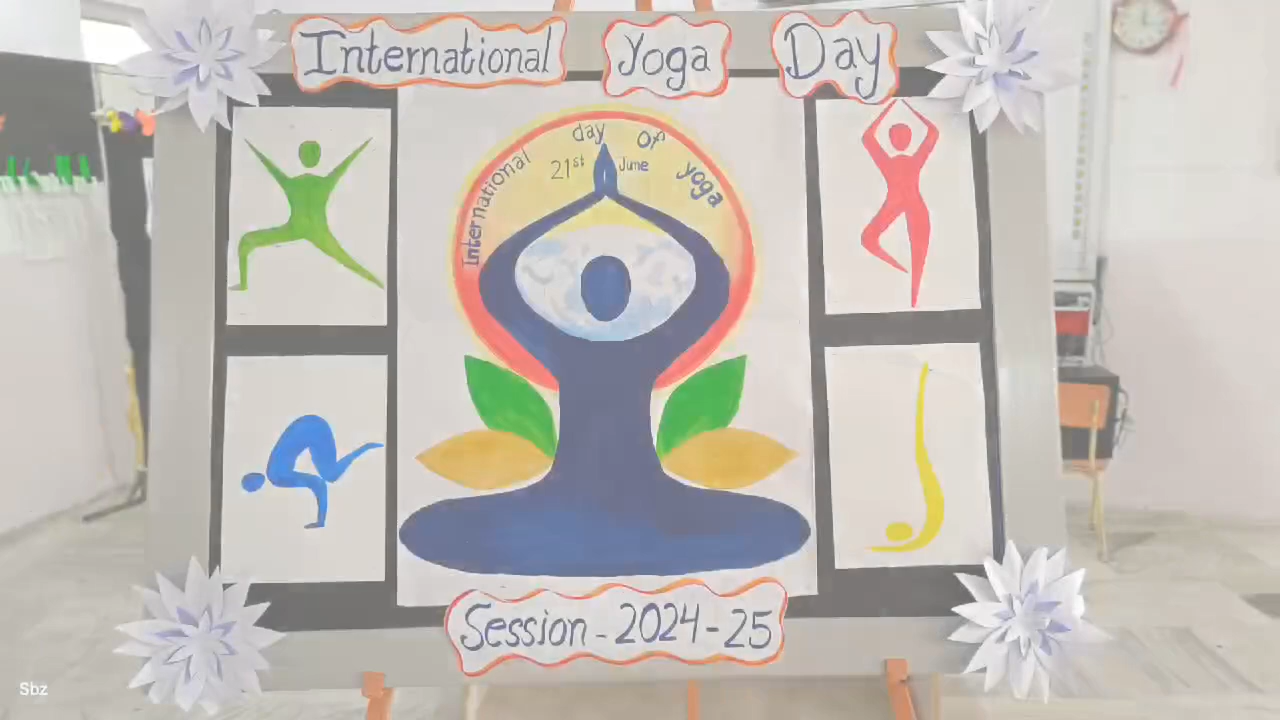 International Yoga Day
International day of yoga
21st June
Session - 2024-25
Sbz